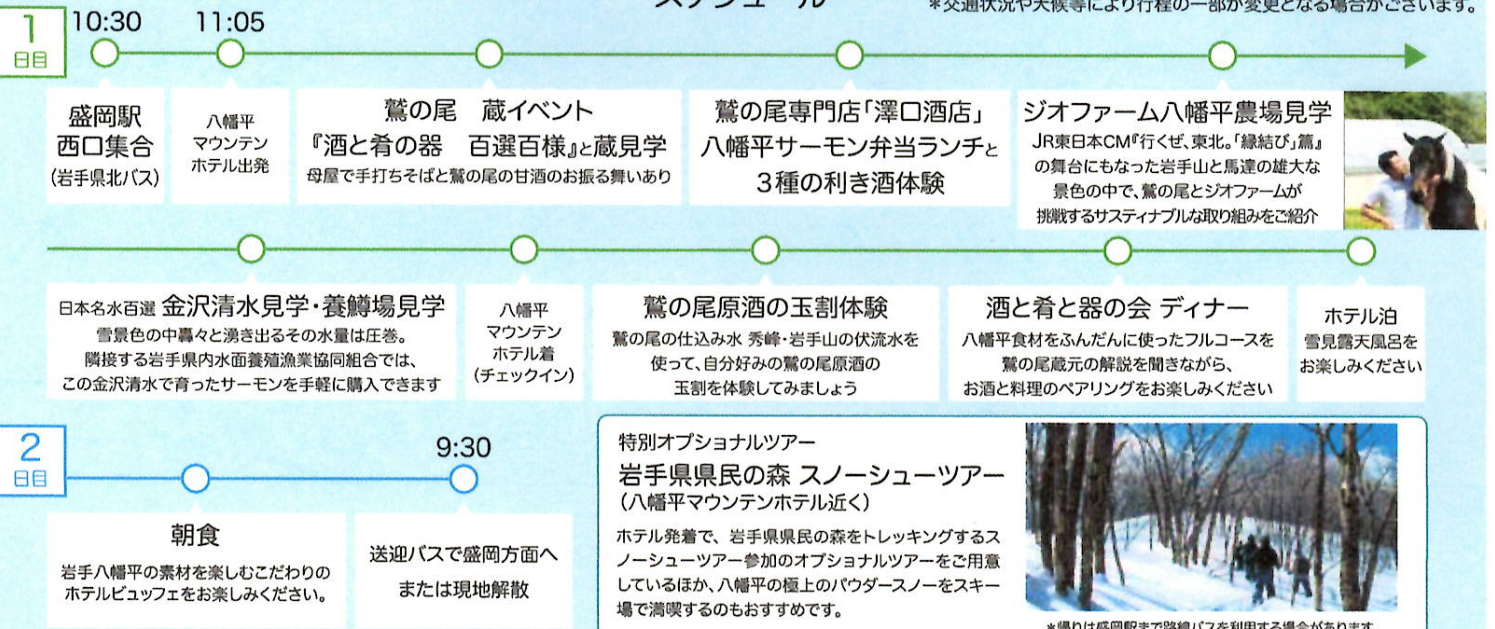 スケジュール
*交通状況や天候等により行程の一部が変更となる場合がございます。
1
日目
10:30
11:05
盛岡駅
西口集合
(岩手県北バス)
八幡平
マウンテン
ホテル出発
鷲の尾 蔵イベント
『酒と肴の器 百選百様』と蔵見学
母屋で手打ちそばと鷲の尾の甘酒のお振る舞いあり
鷲の尾専門店「澤口酒店」
八幡平サーモン弁当ランチと
3種の利き酒体験
ジオファーム八幡平農場見学
JR東日本CM『行くぜ、東北。「縁結び」篇』
の舞台にもなった岩手山と馬達の雄大な
景色の中で、鷲の尾とジオファームが
挑戦するサスティナブルな取り組みをご紹介
日本名水百選 金沢清水見学・養鱒場見学
雪景色の中轟々と湧き出るその水量は圧巻。
隣接する岩手県内水面養殖漁業協同組合では、
この金沢清水で育ったサーモンを手軽に購入できます
八幡平
マウンテン
ホテル着
(チェックイン)
鷲の尾原酒の玉割体験
鷲の尾の仕込み水 秀峰・岩手山の伏流水を
使って、自分好みの鷲の尾原酒の
玉割を体験してみましょう
酒と肴と器の会 ディナー
八幡平食材をふんだんに使ったフルコースを
鷲の尾蔵元の解説を聞きながら、
お酒と料理のペアリングをお楽しみください
ホテル泊
雪見露天風呂を
お楽しみください
2
日目
9:30
朝食
岩手八幡平の素材を楽しむこだわりの
ホテルビュッフェをお楽しみください。
送迎バスで盛岡方面へ
または現地解散
特別オプショナルツアー
岩手県県民の森 スノーシューツアー
(八幡平マウンテンホテル近く)
ホテル発着で、岩手県県民の森をトレッキングするス
ノーシューツアー参加のオプショナルツアーをご用意
しているほか、八幡平の極上のパウダースノーをスキー
場で満喫するのもおすすめです。
*帰りは盛岡駅まで路線バスを利用する場合があります